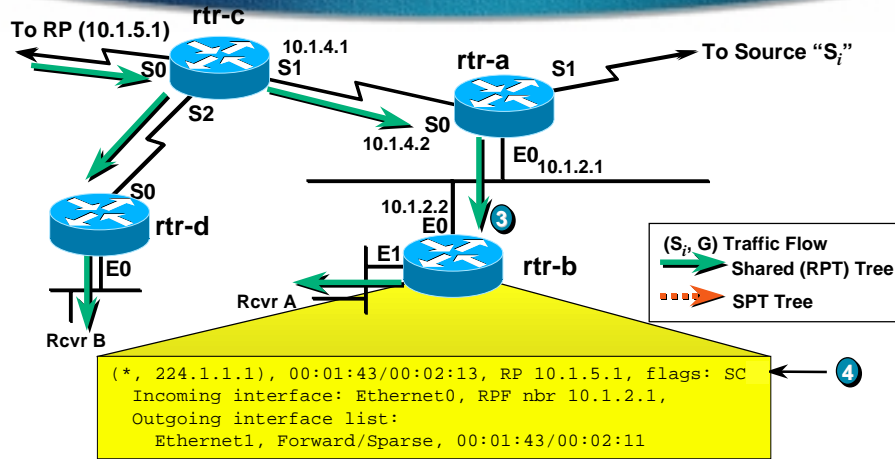 rtr-c
To RP (10.1.5.1)
10.1.4.1
S0
S1
S2
rtr-a
S1
To Source "Si"
S0
10.1.4.2
E0
10.1.2.1
S0
rtr-d
E0
Rcvr B
10.1.2.2
E0
3
E1
rtr-b
Rcvr A
(Si, G) Traffic Flow
Shared (RPT) Tree
SPT Tree
(*, 224.1.1.1), 00:01:43/00:02:13, RP 10.1.5.1, flags: SC
Incoming interface: Ethernet0, RPF nbr 10.1.2.1,
Outgoing interface list:
Ethernet1, Forward/Sparse, 00:01:43/00:02:11
4